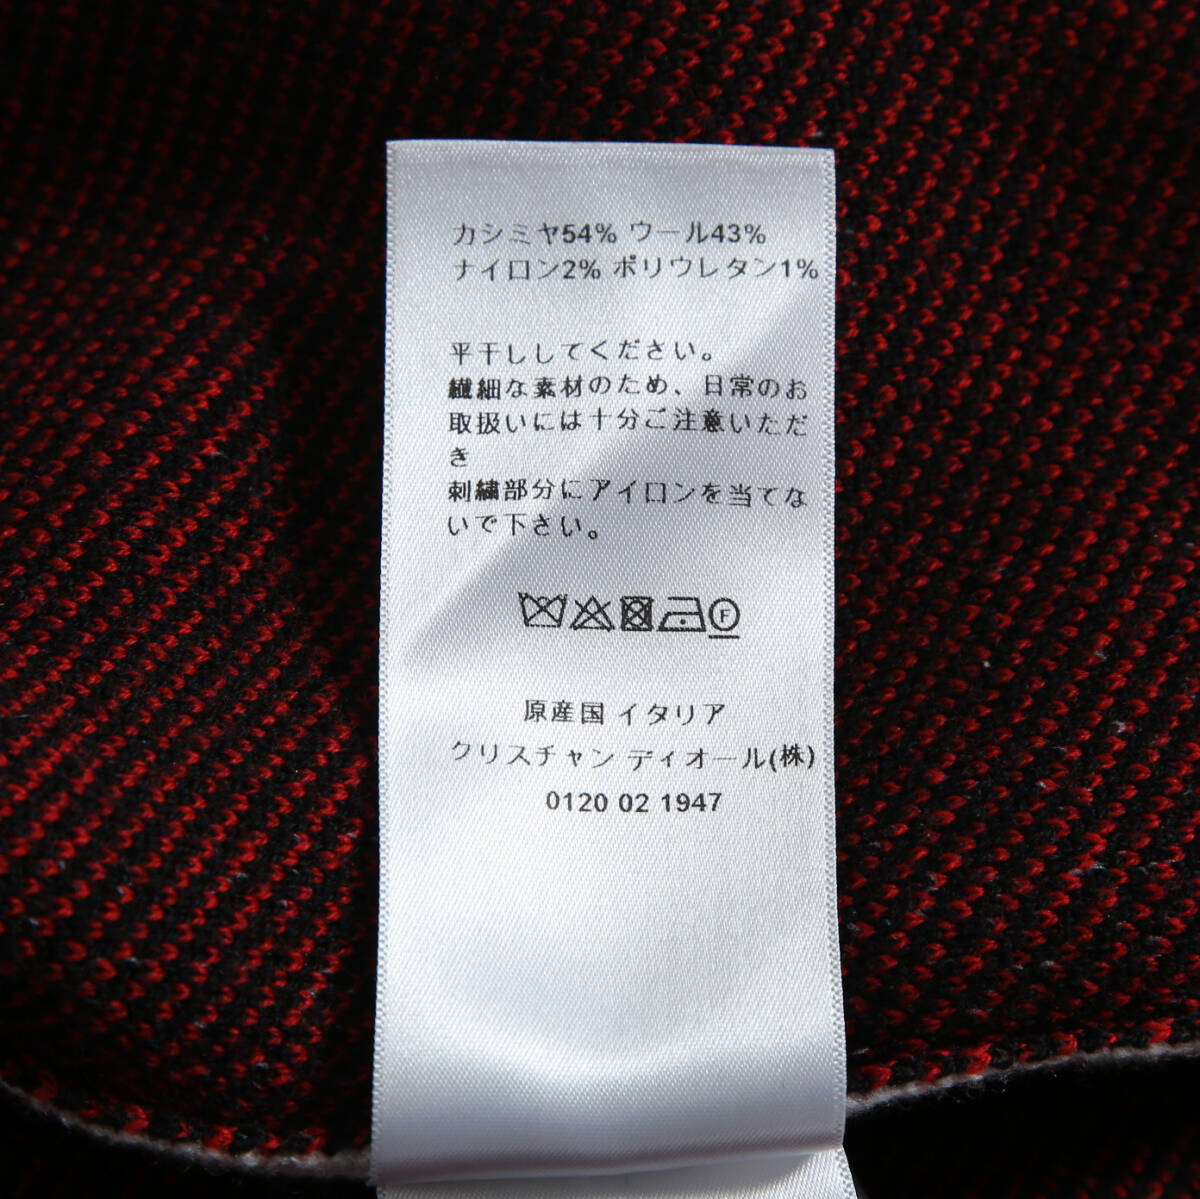 カシミヤ54% ウール43%
ナイロン2% ポリウレタン1%
平干ししてください。
繊細な素材のため、日常のお
取扱いには十分ご注意いただ
き
刺繍部分にアイロンを当てな
いで下さい。
F
原産国 イタリア
クリスチャン ディオール(株)
0120 02 1947